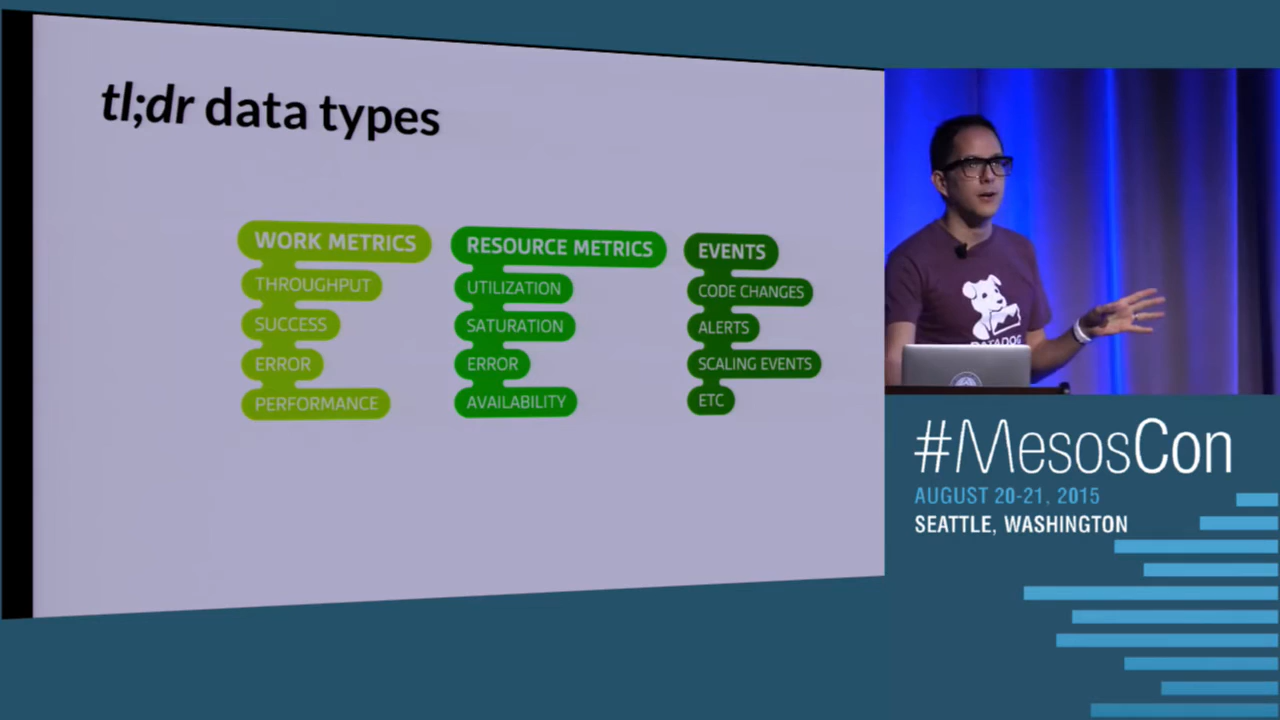 tl;dr data types
WORK METRICS
THROUGHPUT
SUCCESS
ERROR
PERFORMANCE
RESOURCE METRICS
UTILIZATION
SATURATION
ERROR
AVAILABILITY
EVENTS
CODE CHANGES
ALERTS
SCALING EVENTS
ETC
DATADOG
#MesosCon
AUGUST 20-21, 2015
SEATTLE, WASHINGTON